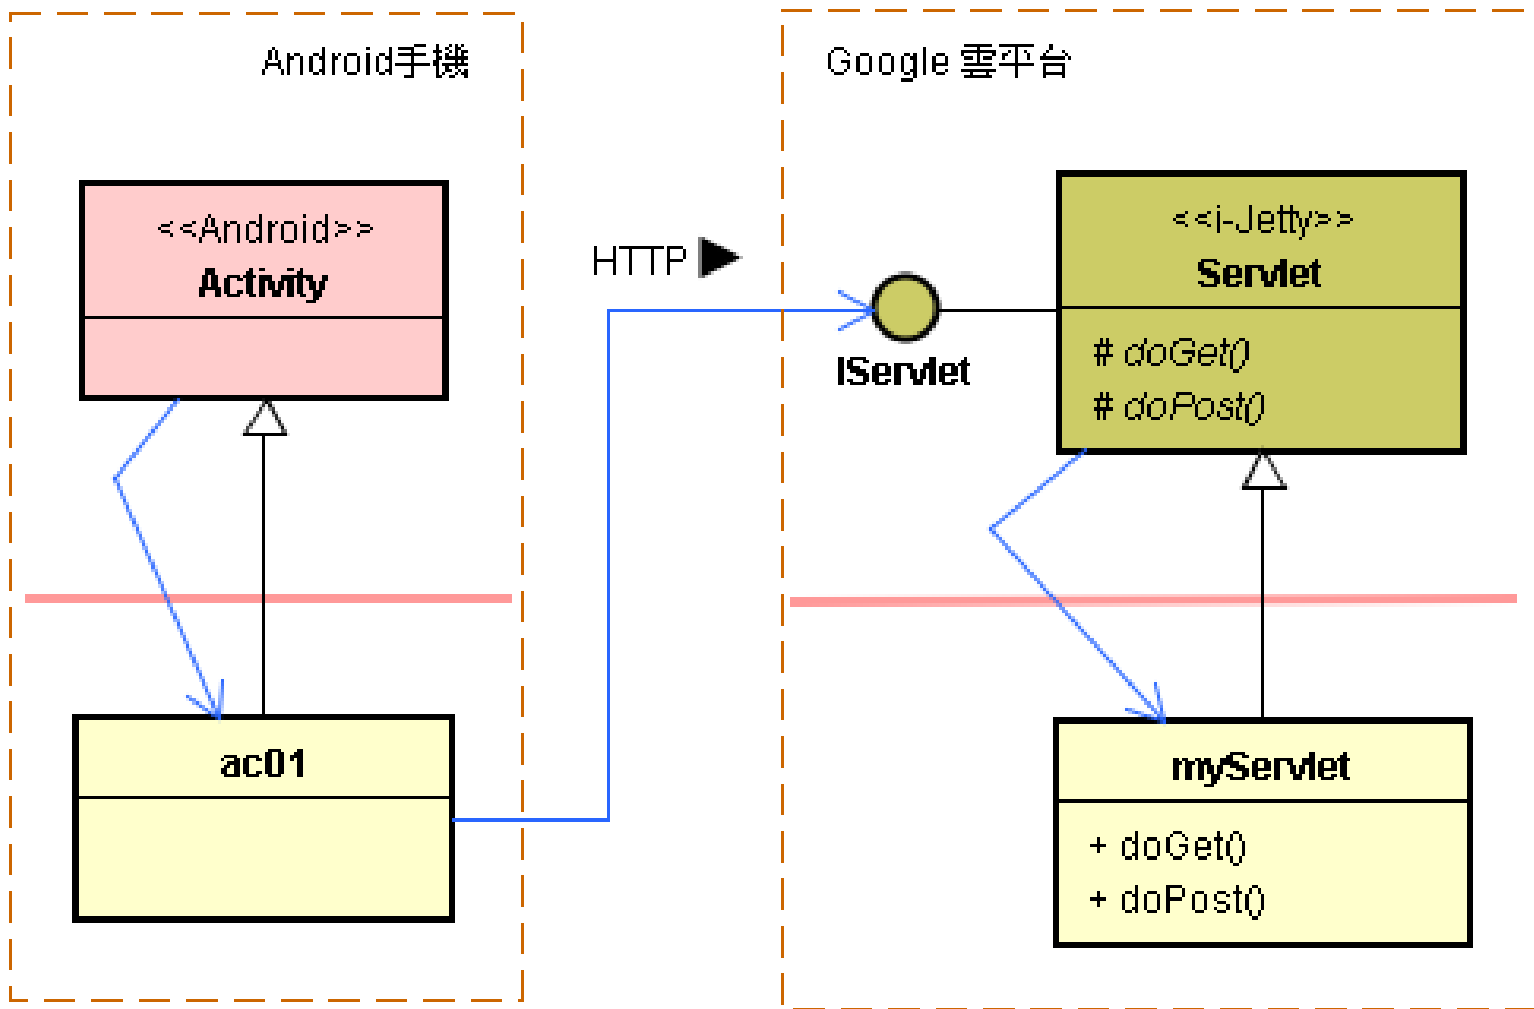 Android手機
Google 雲平台
<<Android>>
Activity
HTTP
<<i-Jetty>>
Servlet
# doGet()
# doPost()
IServlet
ac01
myServlet
+ doGet()
+ doPost()